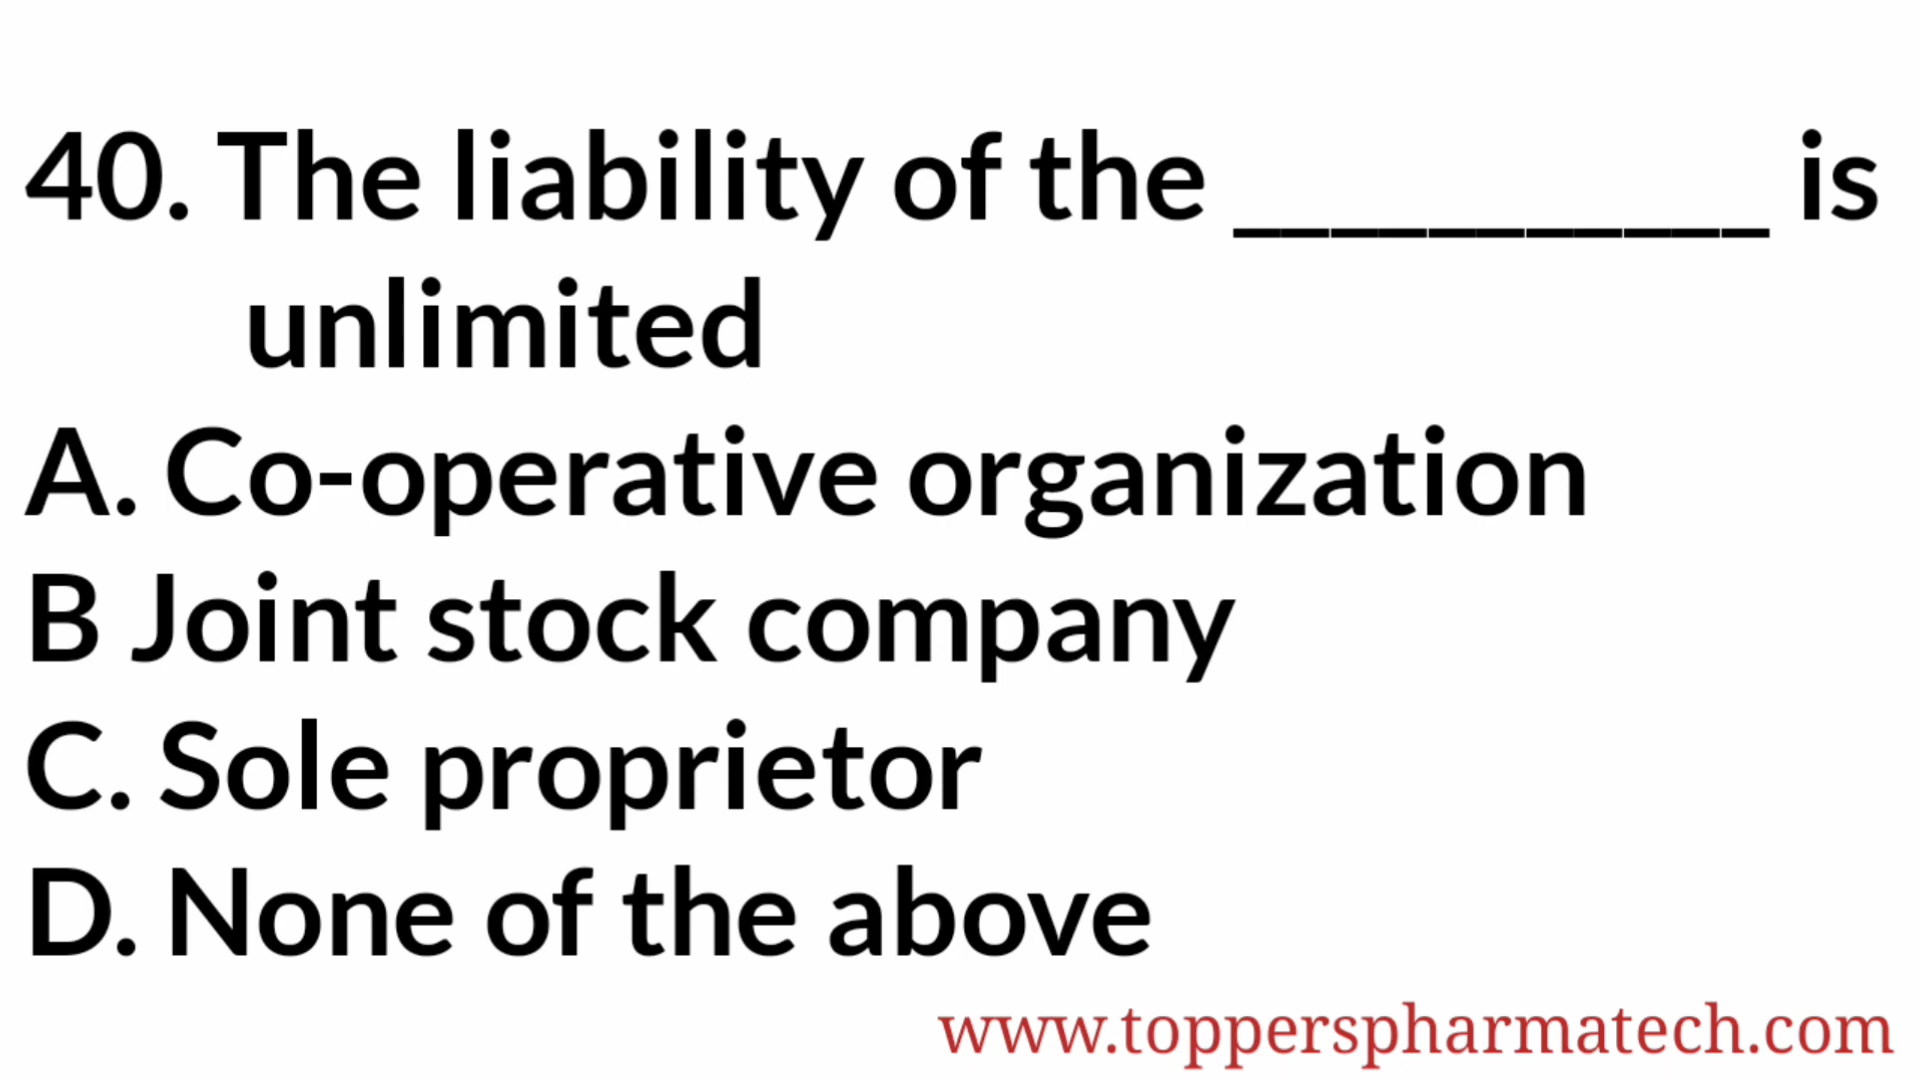 40. The liability of the ___________ is
unlimited
A. Co-operative organization
B Joint stock company
C. Sole proprietor
D. None of the above
www.topperspharmatech.com